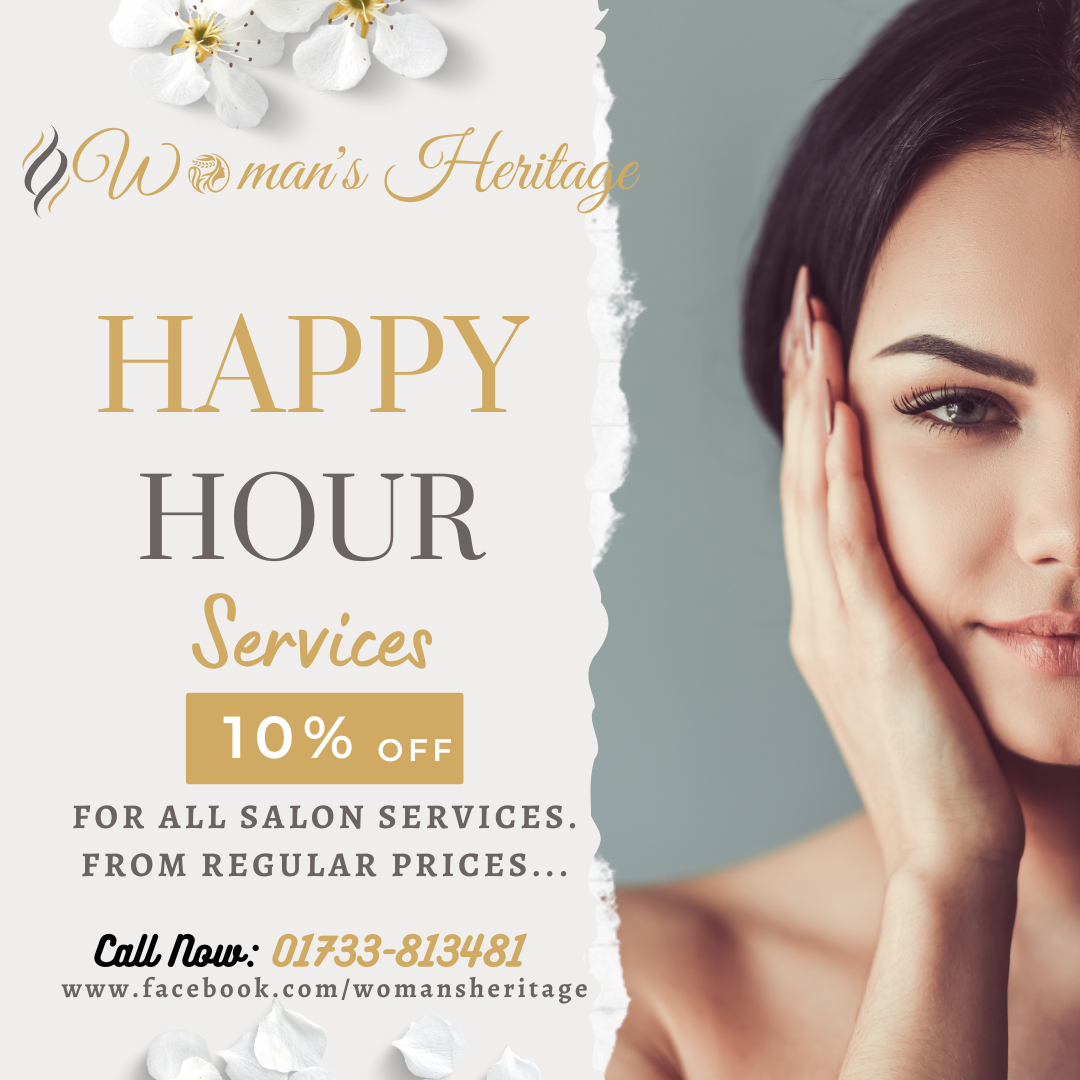 Woman's Heritage
HAPPY
HOUR
Services
10% OFF
FOR ALL SALON SERVICES.
FROM REGULAR PRICES...
Call Now: 01733-813481
www.facebook.com/womansheritage